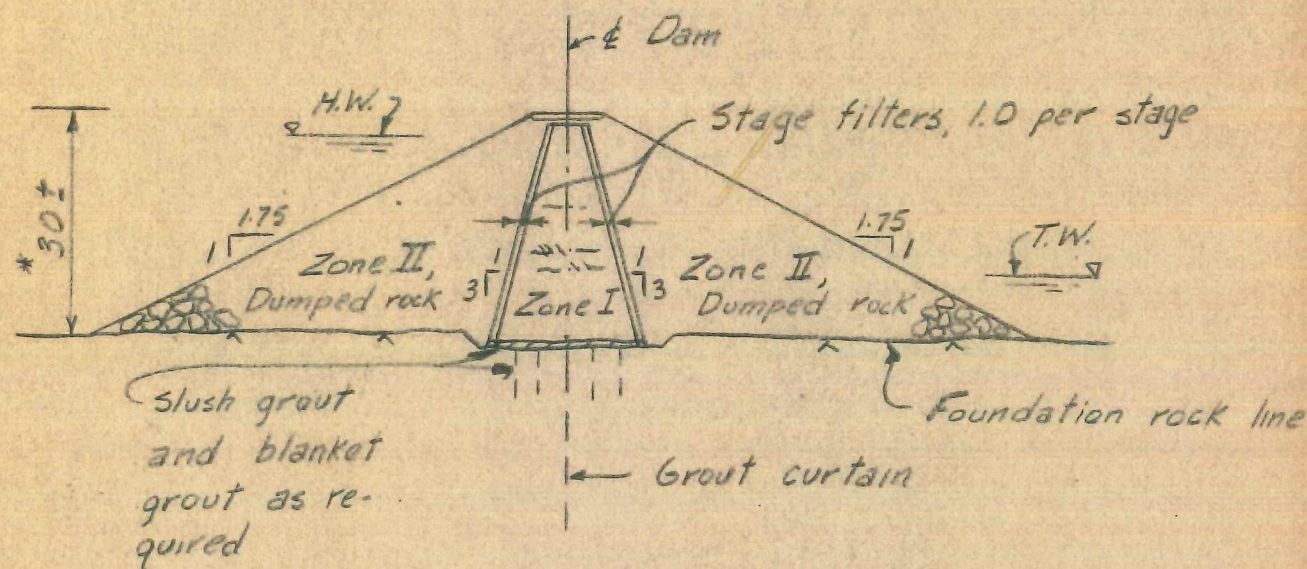 ℄ Dam
H.W.
Stage filters, 1.0 per stage
* 30 ±
1.75
1
1.75
1
T.W.
Zone II,
Dumped rock
1
3
Zone I
1
3
Zone II,
Dumped rock
Slush grout
and blanket
grout as re-
quired
Foundation rock line
Grout curtain